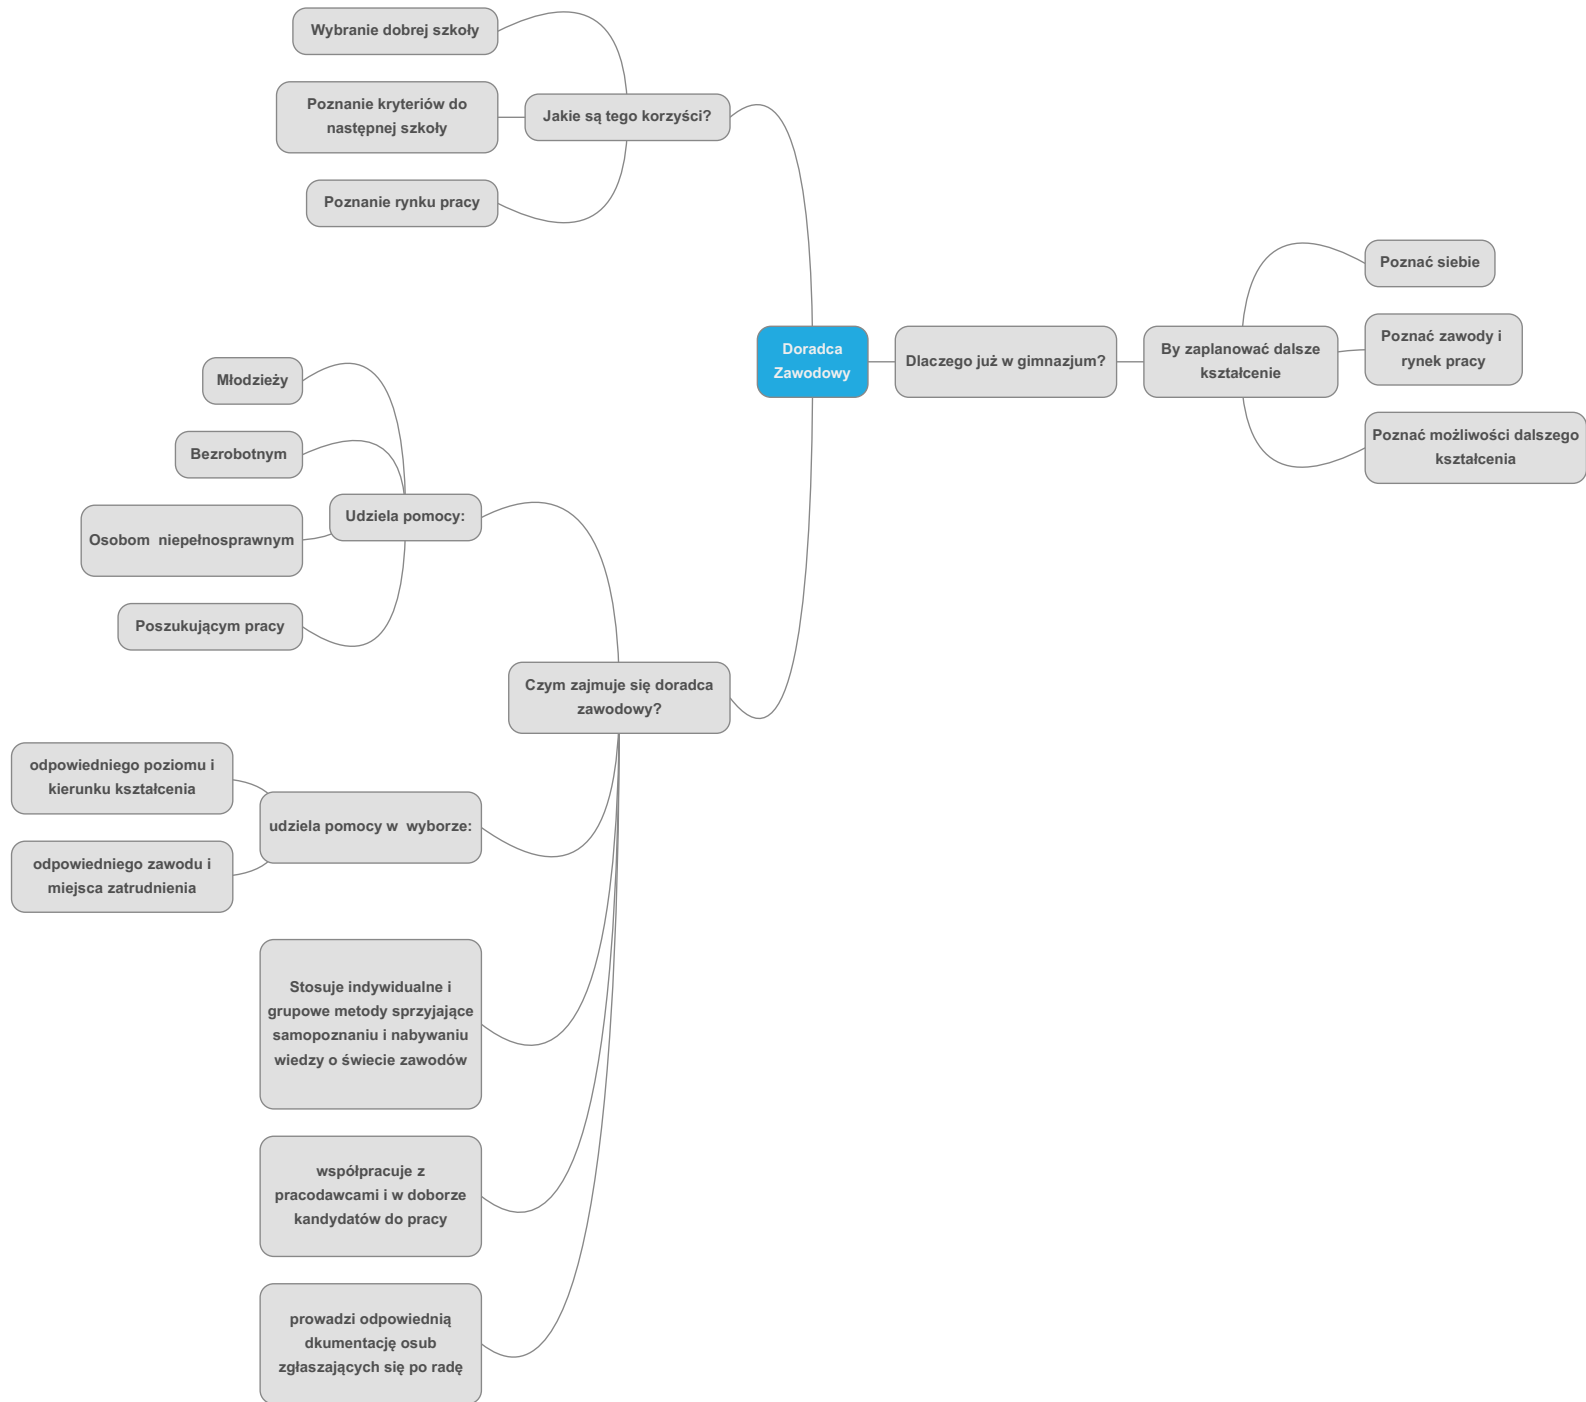 Wybranie dobrej szkoły
Poznanie kryteriów do
następnej szkoły
Jakie są tego korzyści?
Poznanie rynku pracy
Doradca
Zawodowy
Dlaczego już w gimnazjum?
By zaplanować dalsze
kształcenie
Poznać siebie
Poznać zawody i
rynek pracy
Poznać możliwości dalszego
kształcenia
Młodzieży
Bezrobotnym
Udziela pomocy:
Osobom  niepełnosprawnym
Poszukującym pracy
Czym zajmuje się doradca
zawodowy?
odpowiedniego poziomu i
kierunku kształcenia
udziela pomocy w  wyborze:
odpowiedniego zawodu i
miejsca zatrudnienia
Stosuje indywidualne i
grupowe metody sprzyjające
samopoznaniu i nabywaniu
wiedzy o świecie zawodów
współpracuje z
pracodawcami i w doborze
kandydatów do pracy
prowadzi odpowiednią
dkumentację osub
zgłaszających się po radę